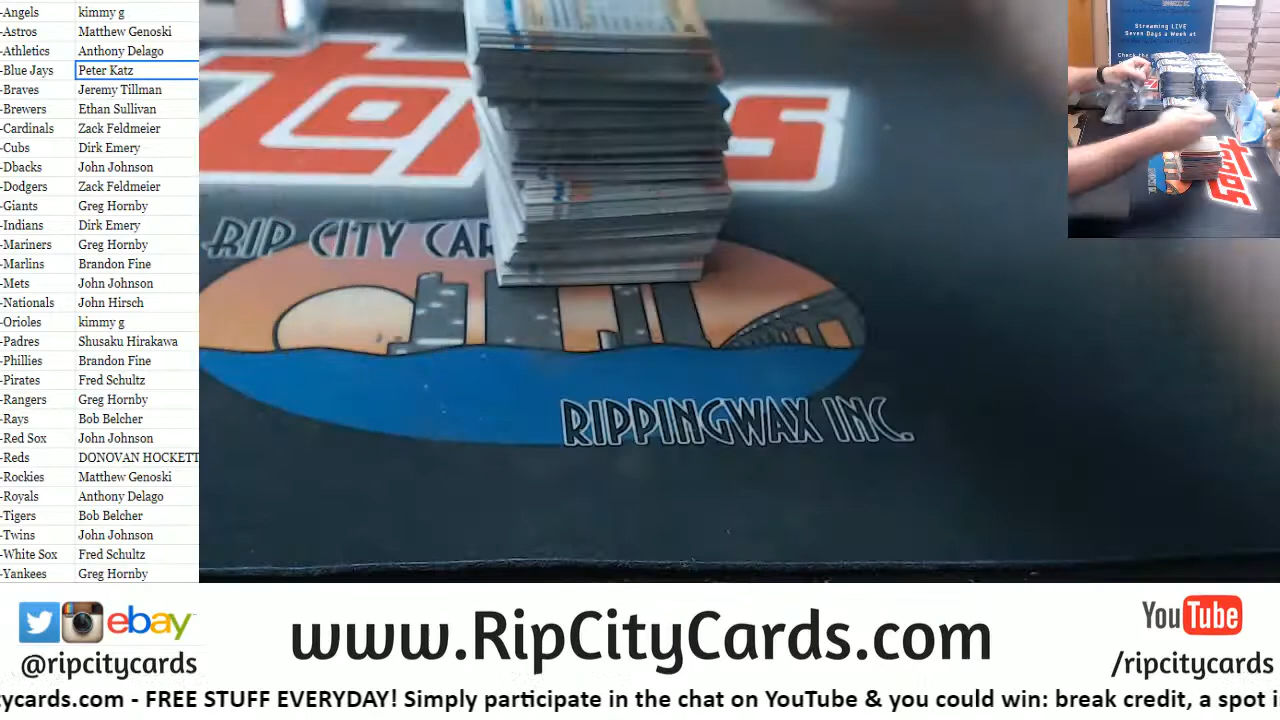 -Angels kimmy g
-Astros Matthew Genoski
-Athletics Anthony Delago
-Blue Jays Peter Katz
-Braves Jeremy Tillman
-Brewers Ethan Sullivan
-Cardinals Zack Feldmeier
-Cubs Dirk Emery
-Dbacks John Johnson
-Dodgers Zack Feldmeier
-Giants Greg Hornby
-Indians Dirk Emery
-Mariners Greg Hornby
-Marlins Brandon Fine
-Mets John Johnson
-Nationals John Hirsch
-Orioles kimmy g
-Padres Shusaku Hirakawa
-Phillies Brandon Fine
-Pirates Fred Schultz
-Rangers Greg Hornby
-Rays Bob Belcher
-Red Sox John Johnson
-Reds DONOVAN HOCKETT
-Rockies Matthew Genoski
-Royals Anthony Delago
-Tigers Bob Belcher
-Twins John Johnson
-White Sox Fred Schultz
-Yankees Greg Hornby
RIP CITY CAR
RIPPINGWAX INC.
Streaming LIVE
Seven Days a Week at
Check the
topps
ebay
@ripcitycards
www.RipCityCards.com
YouTube
/ripcitycards
tycards.com - FREE STUFF EVERYDAY! Simply participate in the chat on YouTube & you could win: break credit, a spot i